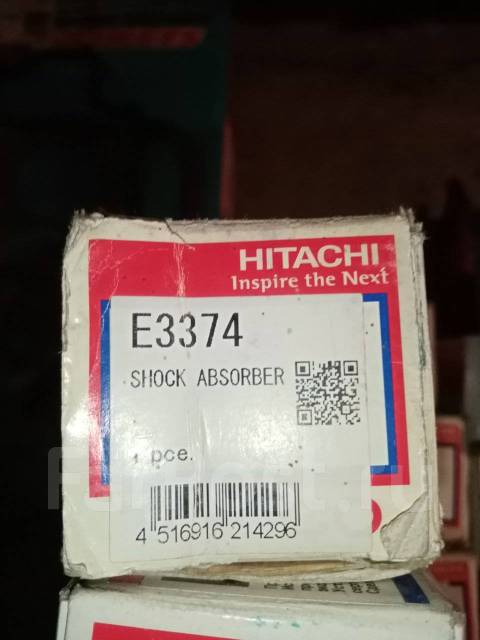 HITACHI
Inspire the Next
E3374
SHOCK ABSORBER
1 pce.
4 516916 214296